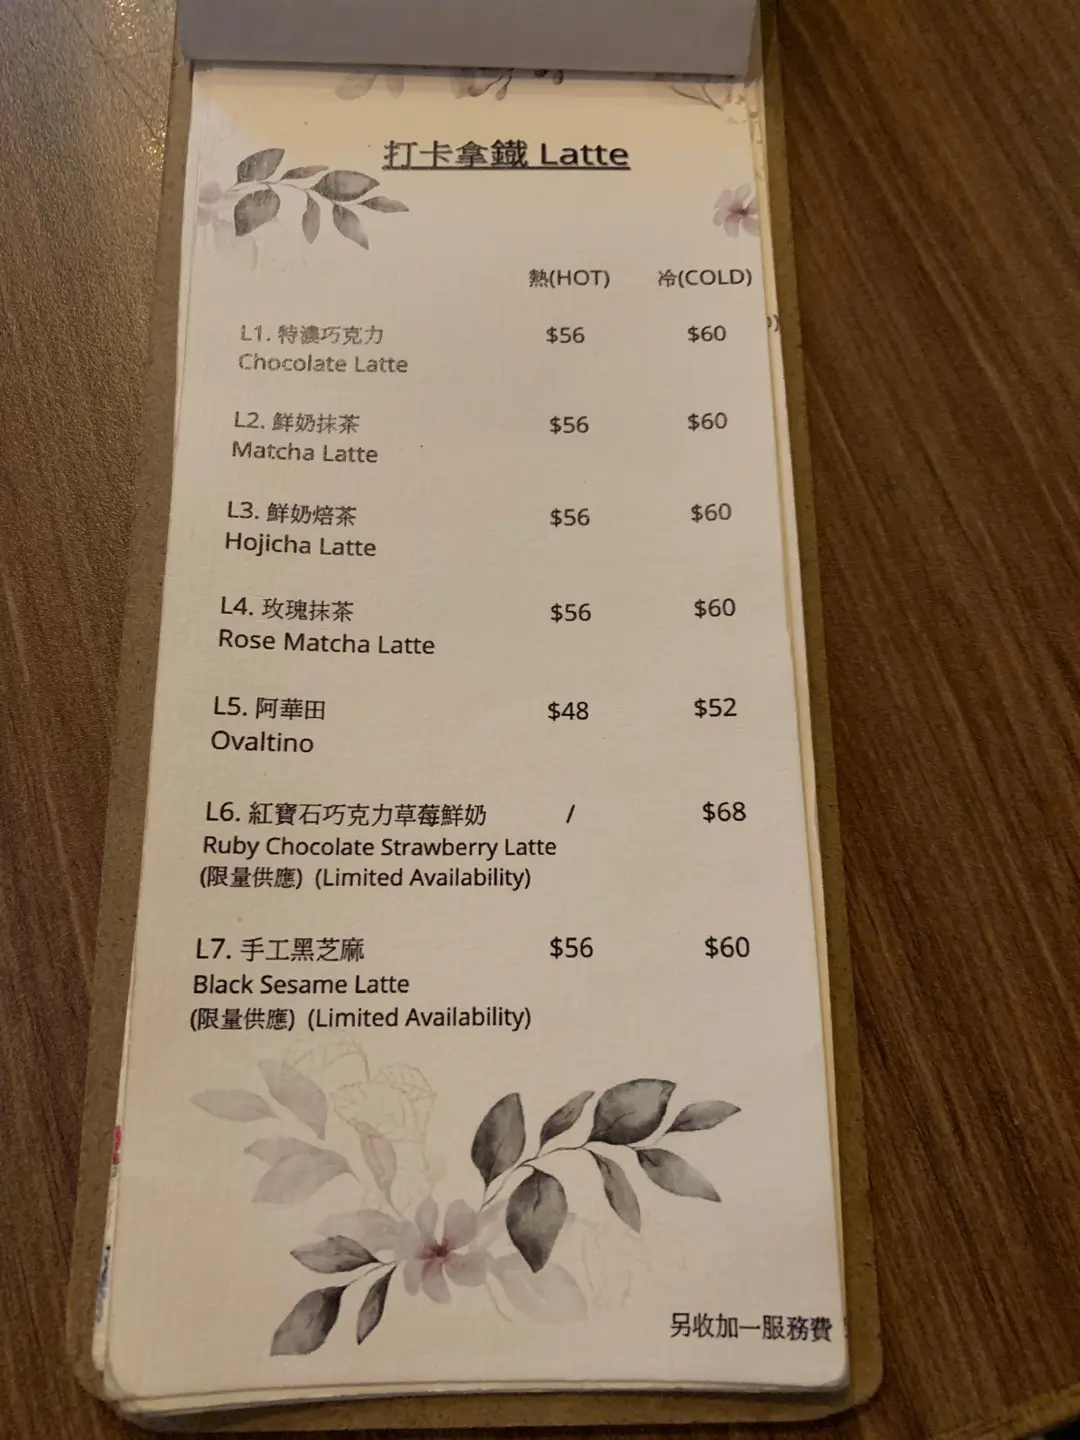 打卡拿鐵 Latte
熱(HOT) 冷(COLD)
L1. 特濃巧克力 $56 $60
Chocolate Latte
L2. 鮮奶抹茶 $56 $60
Matcha Latte
L3. 鮮奶焙茶 $56 $60
Hojicha Latte
L4. 玫瑰抹茶 $56 $60
Rose Matcha Latte
L5. 阿華田 $48 $52
Ovaltino
L6. 紅寶石巧克力草莓鮮奶 / $68
Ruby Chocolate Strawberry Latte
(限量供應) (Limited Availability)
L7. 手工黑芝麻 $56 $60
Black Sesame Latte
(限量供應) (Limited Availability)
另收加一服務費